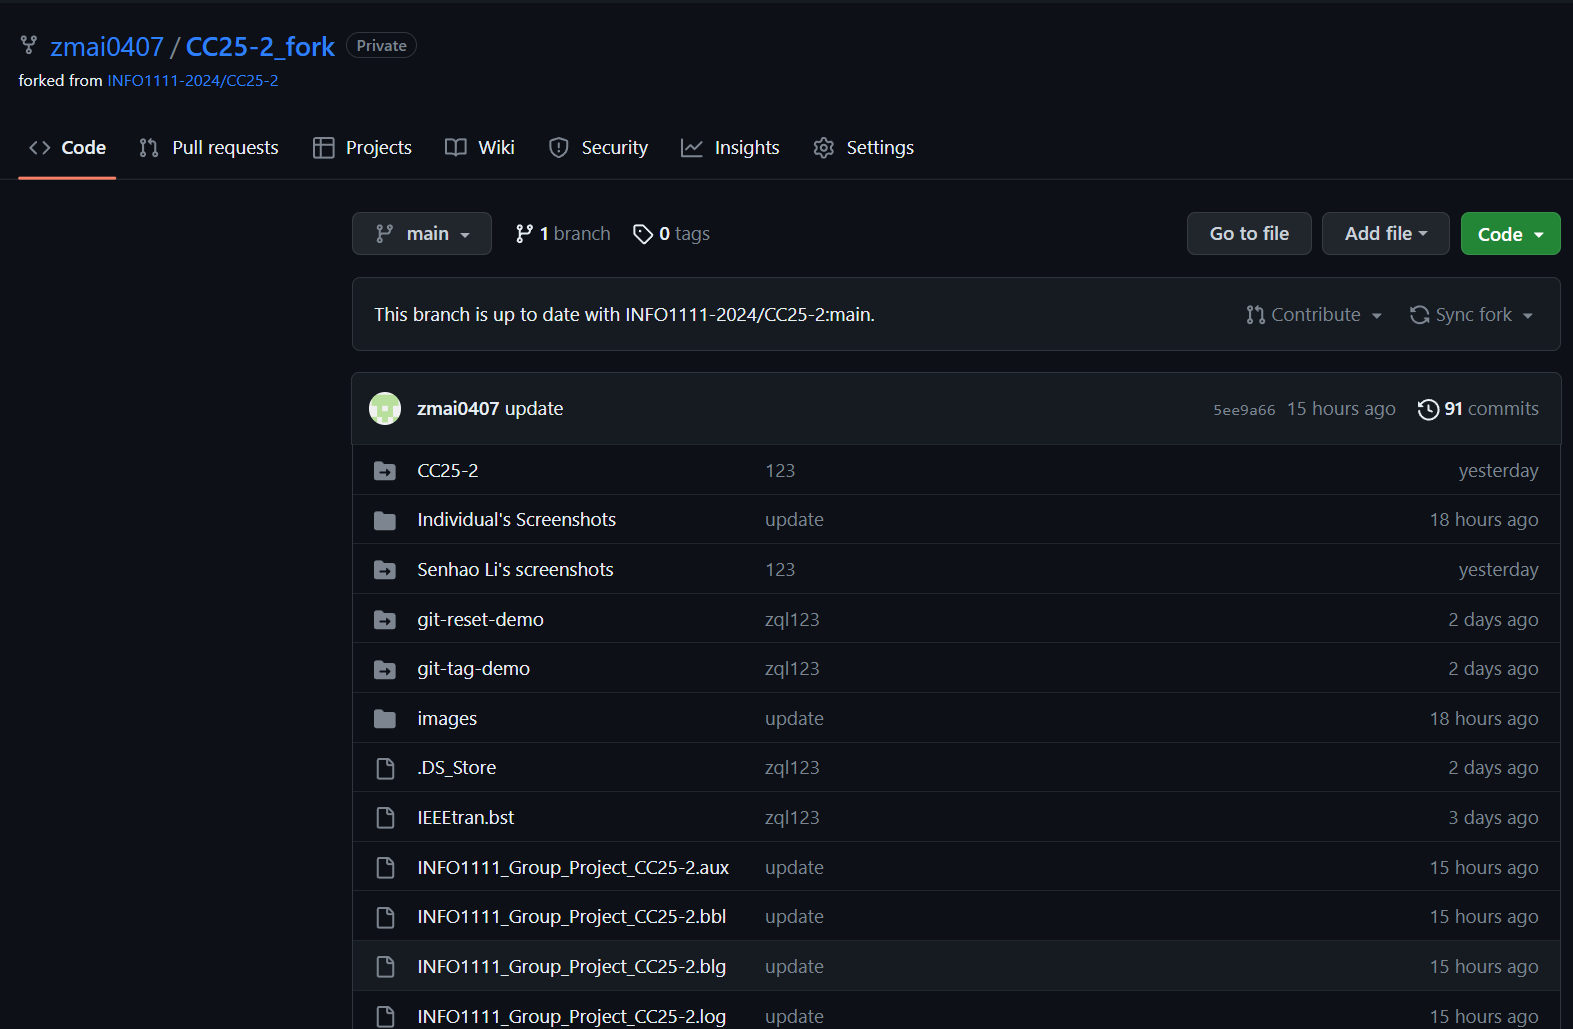 zmai0407 / CC25-2_fork Private
forked from INFO1111-2024/CC25-2
Code Pull requests Projects Wiki Security Insights Settings
main 1 branch 0 tags Go to file Add file Code
This branch is up to date with INFO1111-2024/CC25-2:main. Contribute Sync fork
zmai0407 update 5ee9a66 15 hours ago 91 commits
CC25-2 123 yesterday
Individual's Screenshots update 18 hours ago
Senhao Li's screenshots 123 yesterday
git-reset-demo zql123 2 days ago
git-tag-demo zql123 2 days ago
images update 18 hours ago
.DS_Store zql123 2 days ago
IEEEtran.bst zql123 3 days ago
INFO1111_Group_Project_CC25-2.aux update 15 hours ago
INFO1111_Group_Project_CC25-2.bbl update 15 hours ago
INFO1111_Group_Project_CC25-2.blg update 15 hours ago
INFO1111_Group_Project_CC25-2.log update 15 hours ago